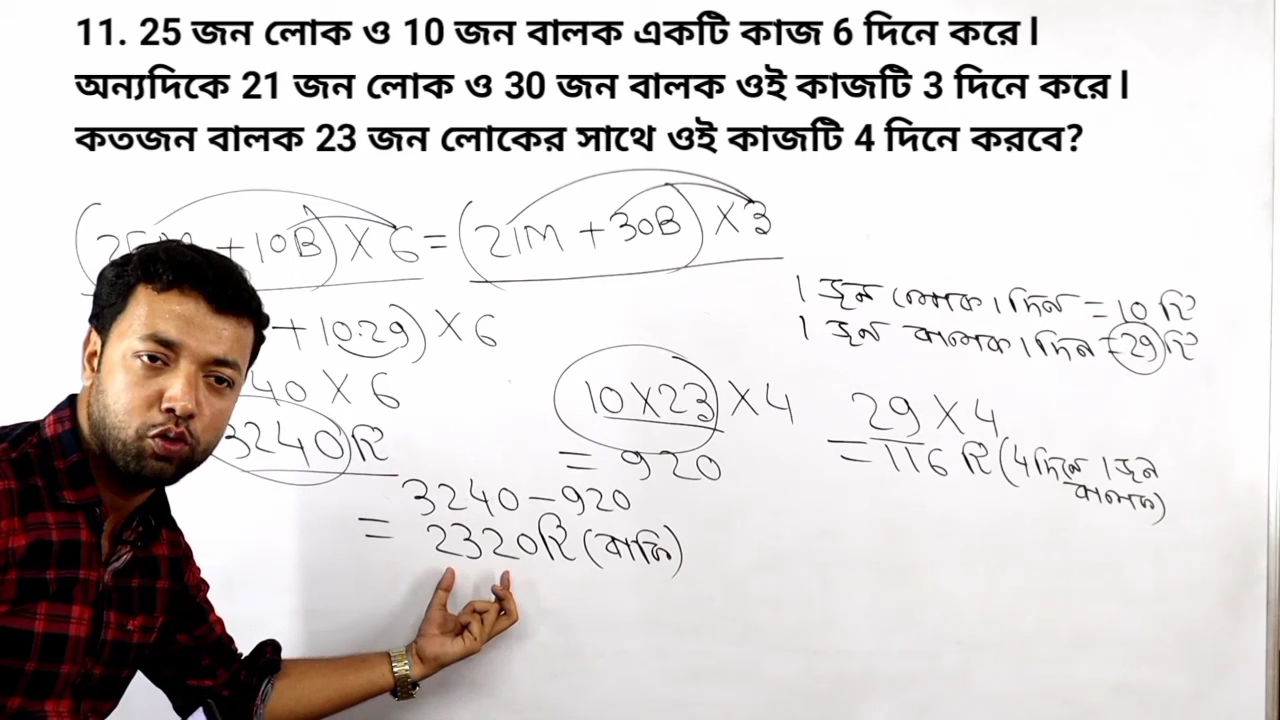 11. 25 জন লোক ও 10 জন বালক একটি কাজ 6 দিনে করে।
অন্যদিকে 21 জন লোক ও 30 জন বালক ওই কাজটি 3 দিনে করে।
কতজন বালক 23 জন লোকের সাথে ওই কাজটি 4 দিনে করবে?
+ 10B) × 6 = (21M + 30B) × 3
1 জন লোক 1 দিন = 10 টি
1 জন বালক 1 দিন = 29 টি
+ 10·29) × 6
40 × 6
3240 টি
10 × 23 × 4
= 920
29 × 4
= 116 টি (4 দিনে 1 জন
বালক)
3240 - 920
= 2320 টি (বাকি)